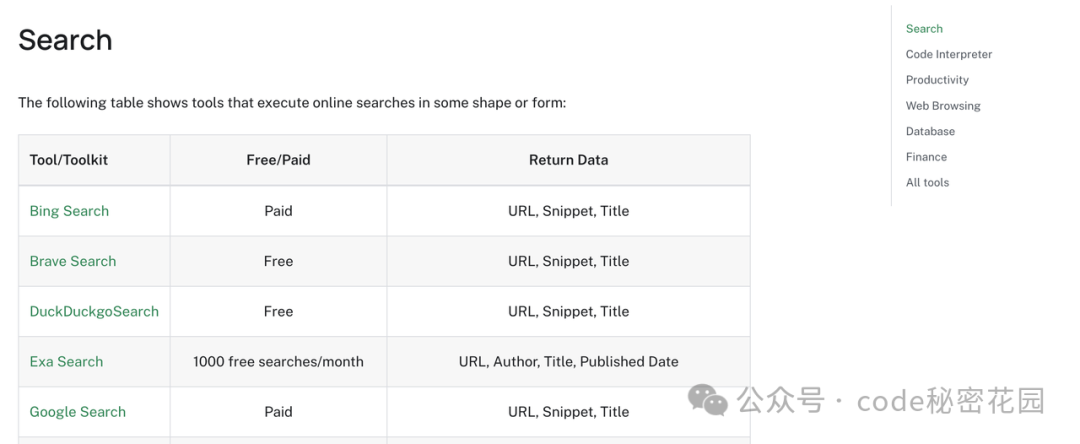 Search
The following table shows tools that execute online searches in some shape or form:
Tool/Toolkit Free/Paid Return Data
Bing Search Paid URL, Snippet, Title
Brave Search Free URL, Snippet, Title
DuckDuckgoSearch Free URL, Snippet, Title
Exa Search 1000 free searches/month URL, Author, Title, Published Date
Google Search Paid URL, Snippet, Title
Search
Code Interpreter
Productivity
Web Browsing
Database
Finance
All tools
公众号 · code秘密花园